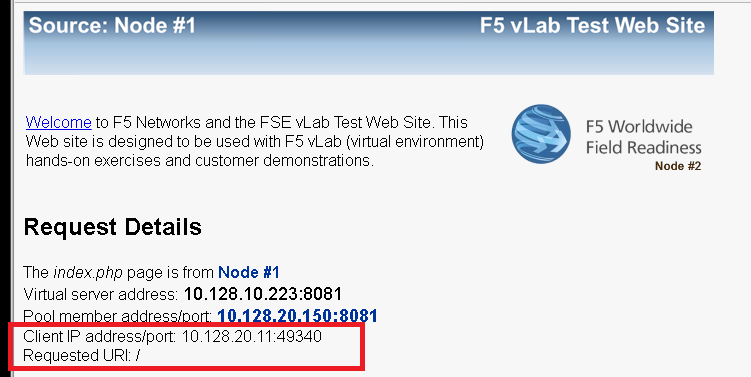 Source: Node #1
F5 vLab Test Web Site
Welcome to F5 Networks and the FSE vLab Test Web Site. This
Web site is designed to be used with F5 vLab (virtual environment)
hands-on exercises and customer demonstrations.
F5 Worldwide
Field Readiness
Node #2
Request Details
The index.php page is from Node #1
Virtual server address: 10.128.10.223:8081
Pool member address/port: 10.128.20.150:8081
Client IP address/port: 10.128.20.11:49340
Requested URI: /